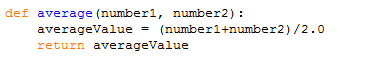 def average(number1, number2):
    averageValue = (number1+number2)/2.0
    return averageValue